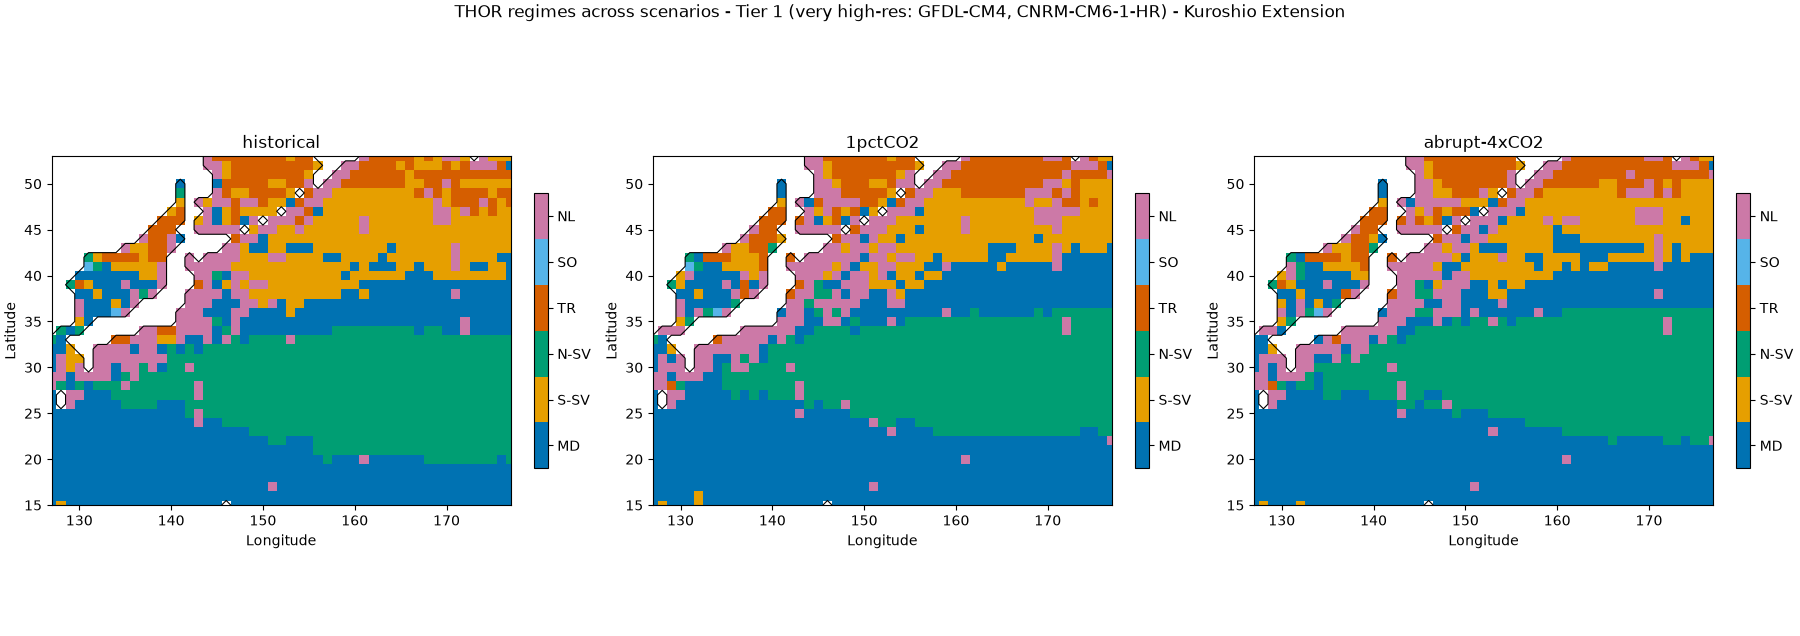 THOR regimes across scenarios - Tier 1 (very high-res: GFDL-CM4, CNRM-CM6-1-HR) - Kuroshio Extension
historical
50
45
40
35
30
25
20
15
130
140
150
160
170
Latitude
Longitude
NL
SO
TR
N-SV
S-SV
MD
1pctCO2
50
45
40
35
30
25
20
15
130
140
150
160
170
Latitude
Longitude
NL
SO
TR
N-SV
S-SV
MD
abrupt-4xCO2
50
45
40
35
30
25
20
15
130
140
150
160
170
Latitude
Longitude
NL
SO
TR
N-SV
S-SV
MD